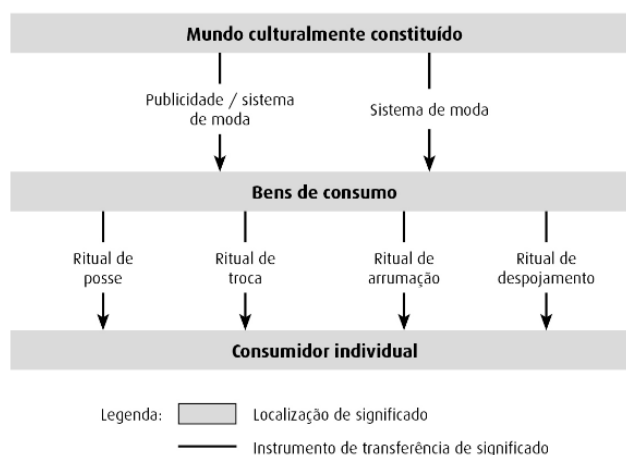 Mundo culturalmente constituído
Publicidade / sistema
de moda
Sistema de moda
Bens de consumo
Ritual de
posse
Ritual de
troca
Ritual de
arrumação
Ritual de
despojamento
Consumidor individual
Legenda:
Localização de significado
Instrumento de transferência de significado